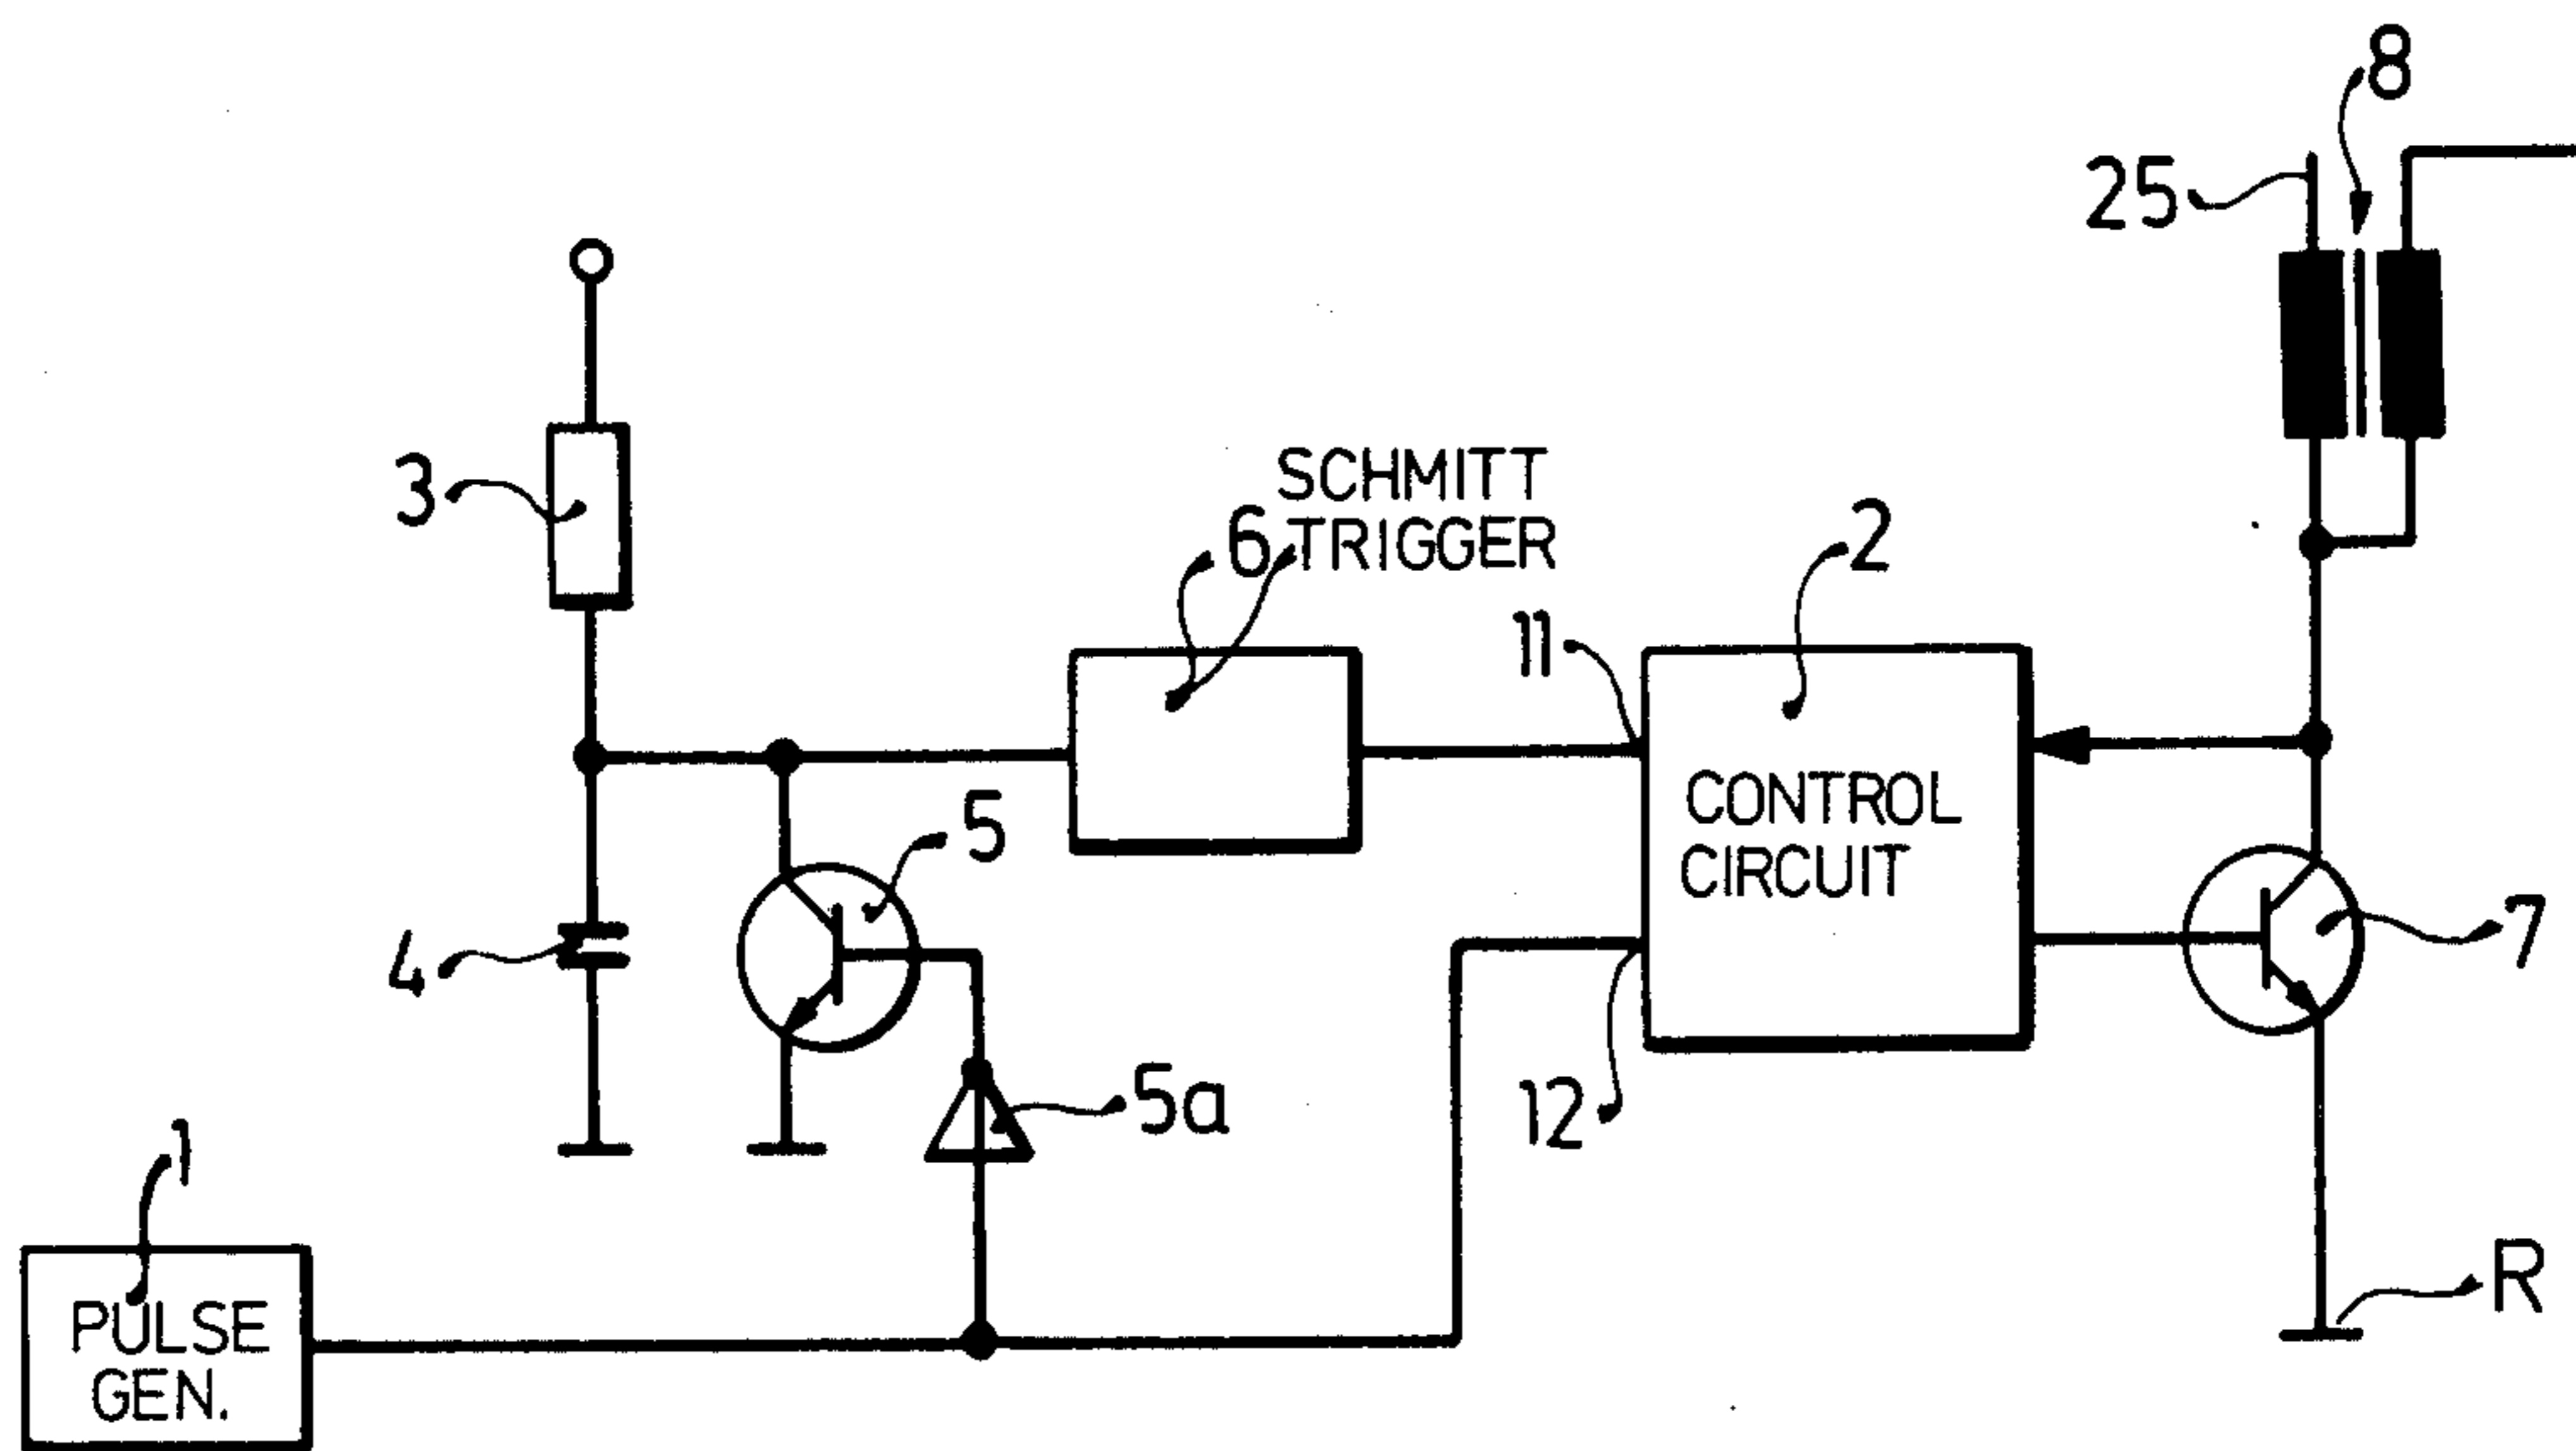 8
25
3
SCHMITT
6 TRIGGER
2
11
CONTROL
CIRCUIT
5
4
7
5a
12
1
R
PULSE
GEN.